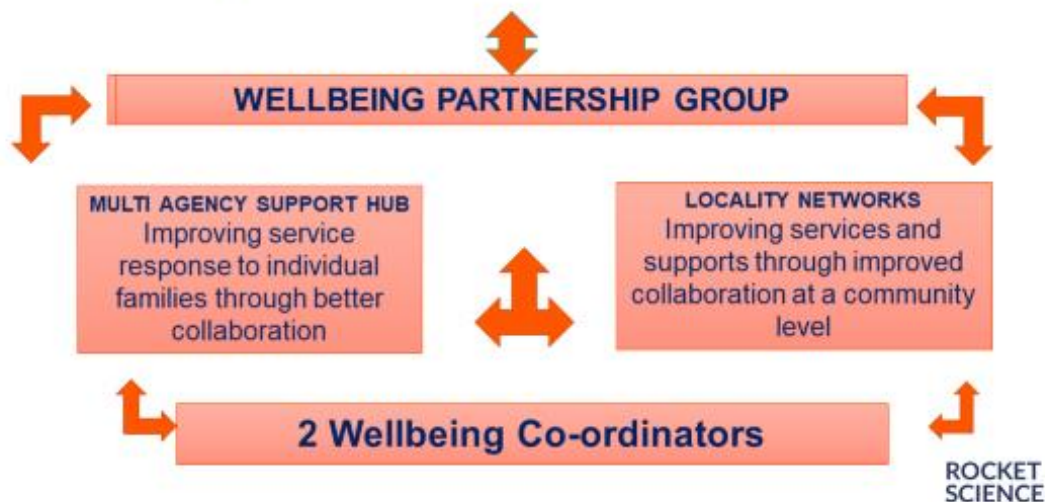 WELLBEING PARTNERSHIP GROUP
MULTI AGENCY SUPPORT HUB
Improving service
response to individual
families through better
collaboration
LOCALITY NETWORKS
Improving services and
supports through improved
collaboration at a community
level
2 Wellbeing Co-ordinators
ROCKET
SCIENCE